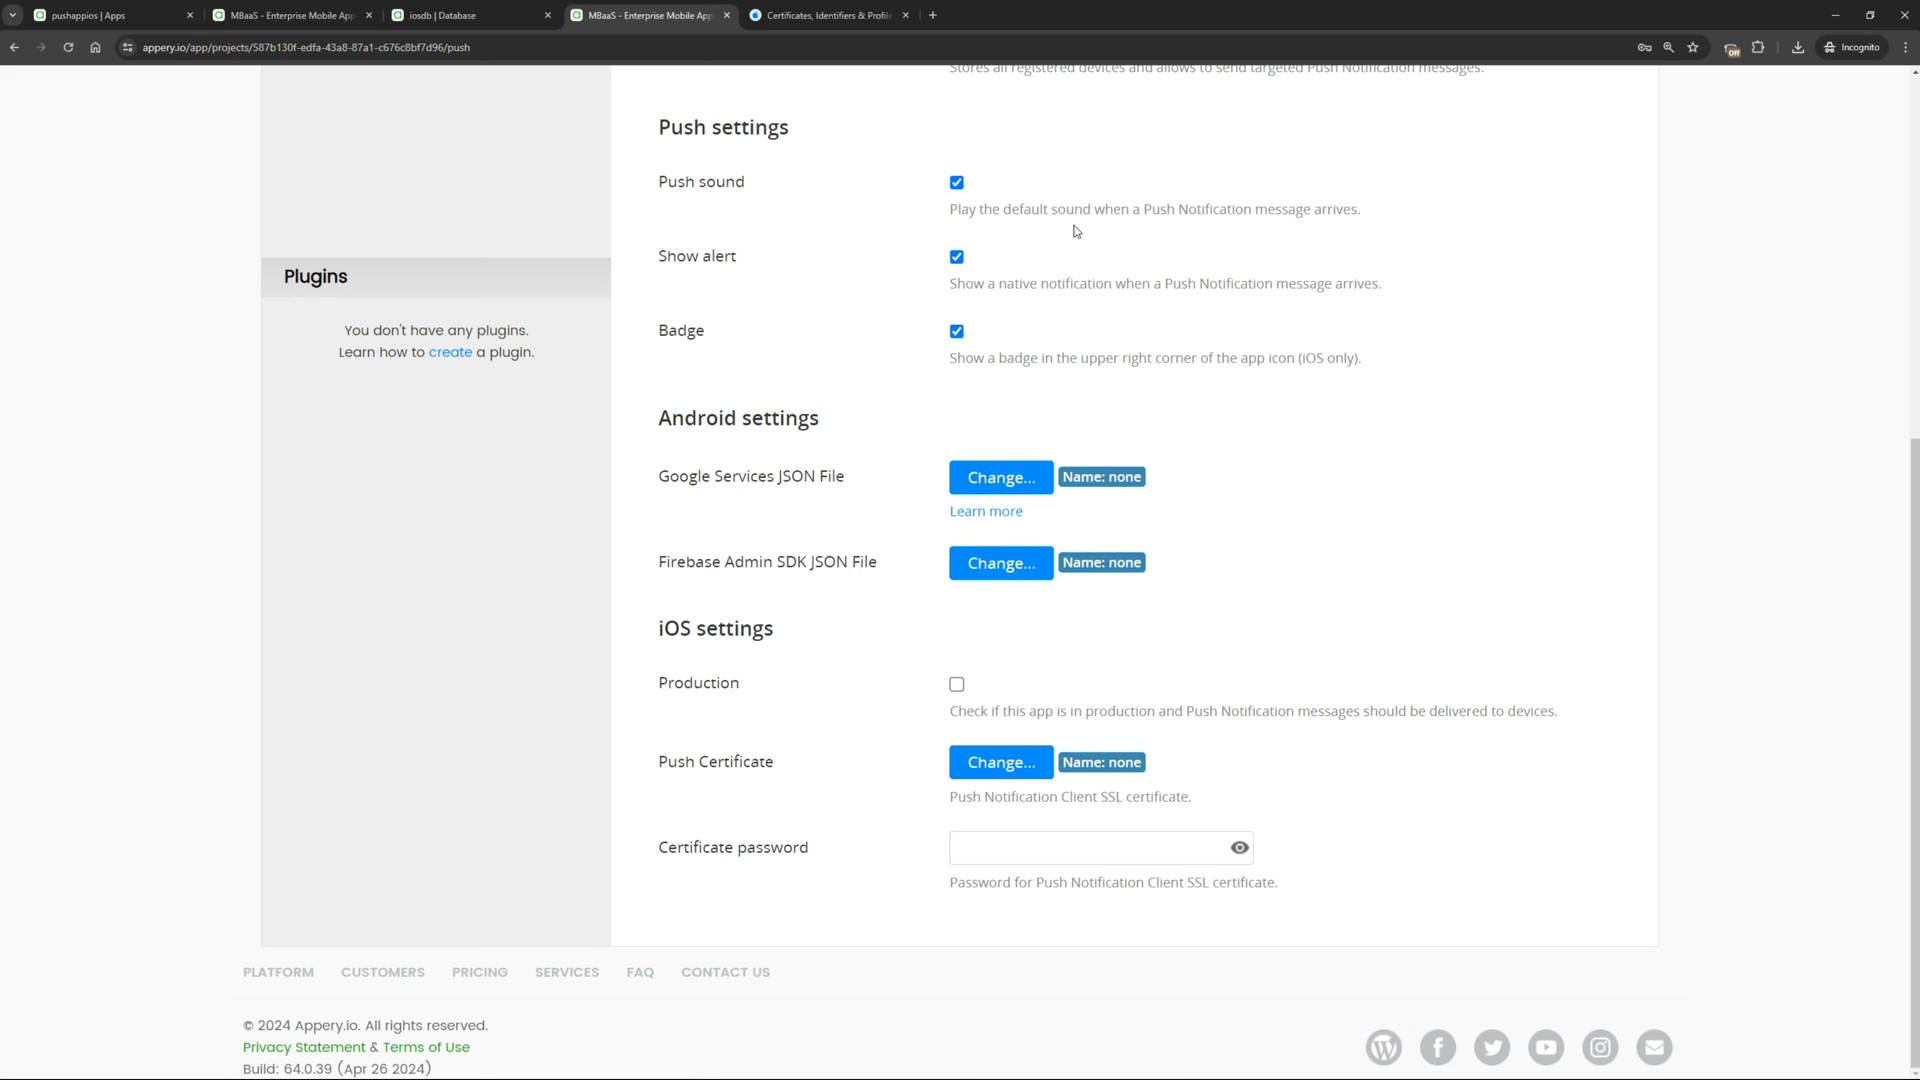 pushappios | Apps
MBaaS - Enterprise Mobile App
iosdb | Database
MBaaS - Enterprise Mobile App
Certificates, Identifiers & Profile
appery.io/app/projects/587b130f-edfa-43a8-87a1-c676c8bf7d96/push
Off
Incognito
Stores all registered devices and allows to send targeted Push Notification messages.
Push settings
Push sound
Play the default sound when a Push Notification message arrives.
Show alert
Show a native notification when a Push Notification message arrives.
Plugins
You don't have any plugins.
Learn how to create a plugin.
Badge
Show a badge in the upper right corner of the app icon (iOS only).
Android settings
Google Services JSON File
Change... Name: none
Learn more
Firebase Admin SDK JSON File
Change... Name: none
iOS settings
Production
Check if this app is in production and Push Notification messages should be delivered to devices.
Push Certificate
Change... Name: none
Push Notification Client SSL certificate.
Certificate password
Password for Push Notification Client SSL certificate.
PLATFORM CUSTOMERS PRICING SERVICES FAQ CONTACT US
© 2024 Appery.io. All rights reserved.
Privacy Statement & Terms of Use
Build: 64.0.39 (Apr 26 2024)